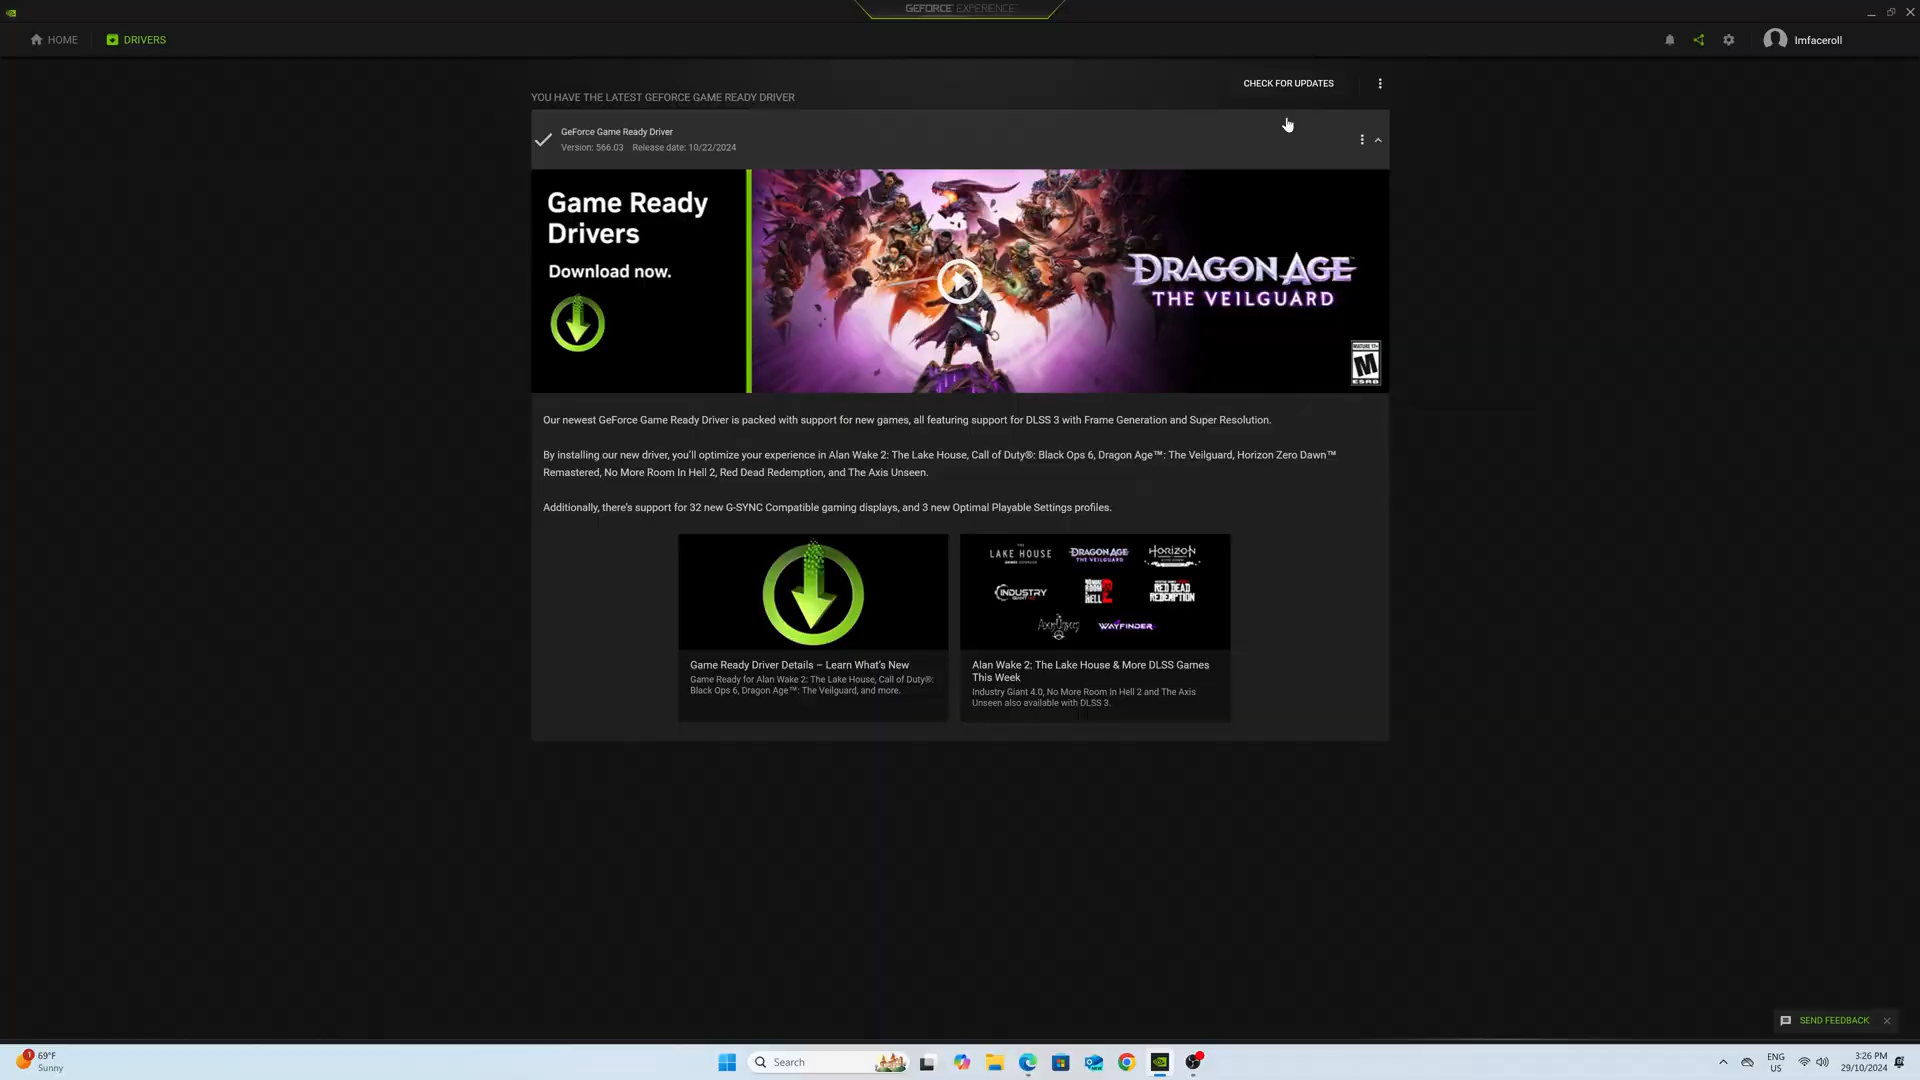 GEFORCE EXPERIENCE
HOME
DRIVERS
Imfaceroll
CHECK FOR UPDATES
YOU HAVE THE LATEST GEFORCE GAME READY DRIVER
GeForce Game Ready Driver
Version: 566.03 Release date: 10/22/2024
Game Ready
Drivers
Download now.
DRAGON AGE
THE VEILGUARD
MATURE 17+
M
ESRB
Our newest GeForce Game Ready Driver is packed with support for new games, all featuring support for DLSS 3 with Frame Generation and Super Resolution.
By installing our new driver, you'll optimize your experience in Alan Wake 2: The Lake House, Call of Duty®: Black Ops 6, Dragon Age™: The Veilguard, Horizon Zero Dawn™
Remastered, No More Room In Hell 2, Red Dead Redemption, and The Axis Unseen.
Additionally, there's support for 32 new G-SYNC Compatible gaming displays, and 3 new Optimal Playable Settings profiles.
THE
LAKE HOUSE
DRAGON AGE
THE VEILGUARD
HORIZON
INDUSTRY
ROOM
HELL 2
RED DEAD
REDEMPTION
WAYFINDER
Game Ready Driver Details – Learn What's New
Game Ready for Alan Wake 2: The Lake House, Call of Duty®:
Black Ops 6, Dragon Age™: The Veilguard, and more.
Alan Wake 2: The Lake House & More DLSS Games
This Week
Industry Giant 4.0, No More Room In Hell 2 and The Axis
Unseen also available with DLSS 3.
SEND FEEDBACK
1
69°F
Sunny
Search
ENG
US
3:26 PM
29/10/2024